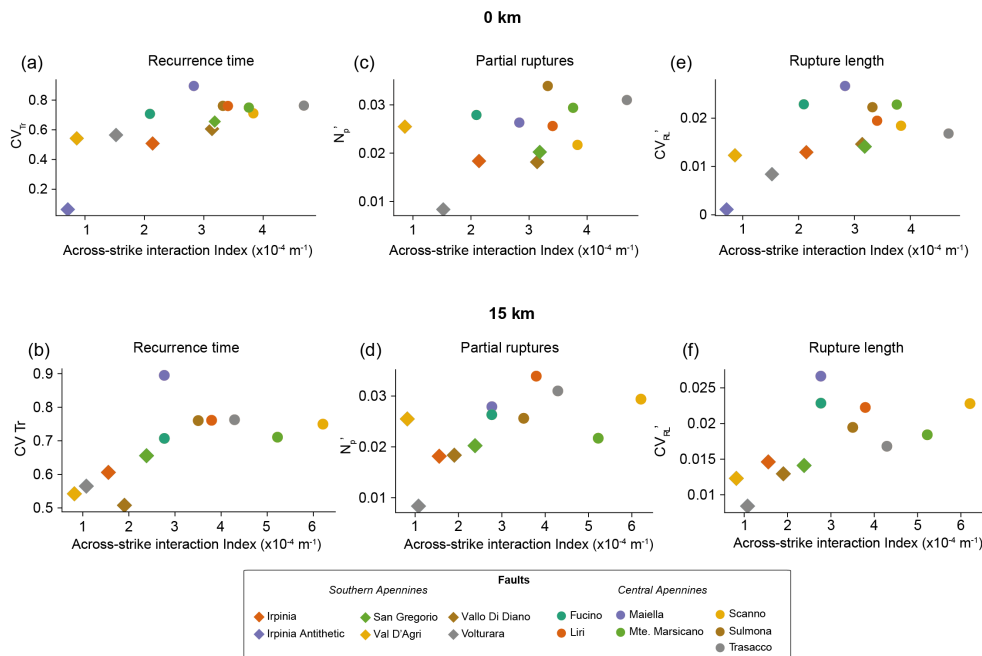 0 km
(a)
Recurrence time
(c)
Partial ruptures
(e)
Rupture length
CV_Tr
0.8
0.6
0.4
0.2
1 2 3 4
Across-strike interaction Index (x10⁻⁴ m⁻¹)
N_p'
0.03
0.02
0.01
1 2 3 4
Across-strike interaction Index (x10⁻⁴ m⁻¹)
CV_RL'
0.02
0.01
0
1 2 3 4
Across-strike interaction Index (x10⁻⁴ m⁻¹)
15 km
(b)
Recurrence time
(d)
Partial ruptures
(f)
Rupture length
CV Tr
0.9
0.8
0.7
0.6
0.5
1 2 3 4 5 6
Across-strike interaction Index (x10⁻⁴ m⁻¹)
N_p'
0.03
0.02
0.01
1 2 3 4 5 6
Across-strike interaction Index (x10⁻⁴ m⁻¹)
CV_RL'
0.025
0.02
0.015
0.01
1 2 3 4 5 6
Across-strike interaction Index (x10⁻⁴ m⁻¹)
Faults
Southern Apennines Central Apennines
Irpinia San Gregorio Vallo Di Diano Fucino Maiella Scanno
Irpinia Antithetic Val D'Agri Volturara Liri Mte. Marsicano Sulmona
Trasacco